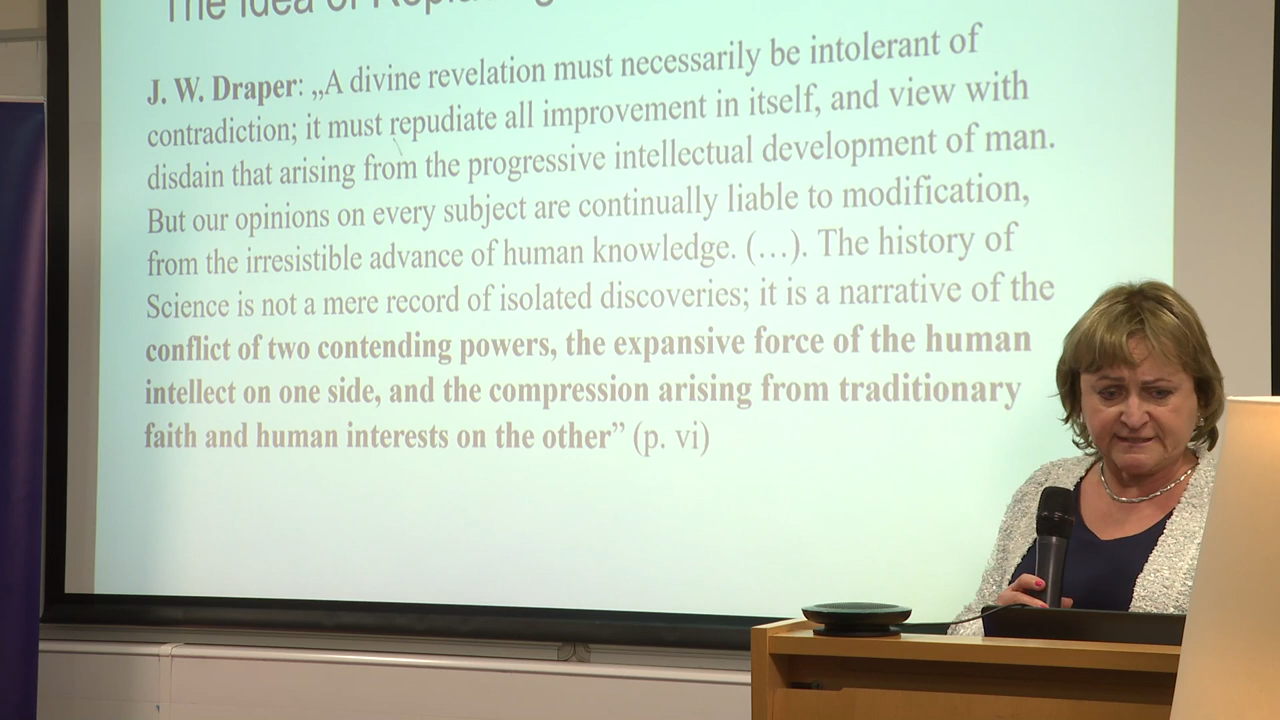 The Idea of
J. W. Draper: „A divine revelation must necessarily be intolerant of
contradiction; it must repudiate all improvement in itself, and view with
disdain that arising from the progressive intellectual development of man.
But our opinions on every subject are continually liable to modification,
from the irresistible advance of human knowledge. (…). The history of
Science is not a mere record of isolated discoveries; it is a narrative of the
conflict of two contending powers, the expansive force of the human
intellect on one side, and the compression arising from traditionary
faith and human interests on the other” (p. vi)